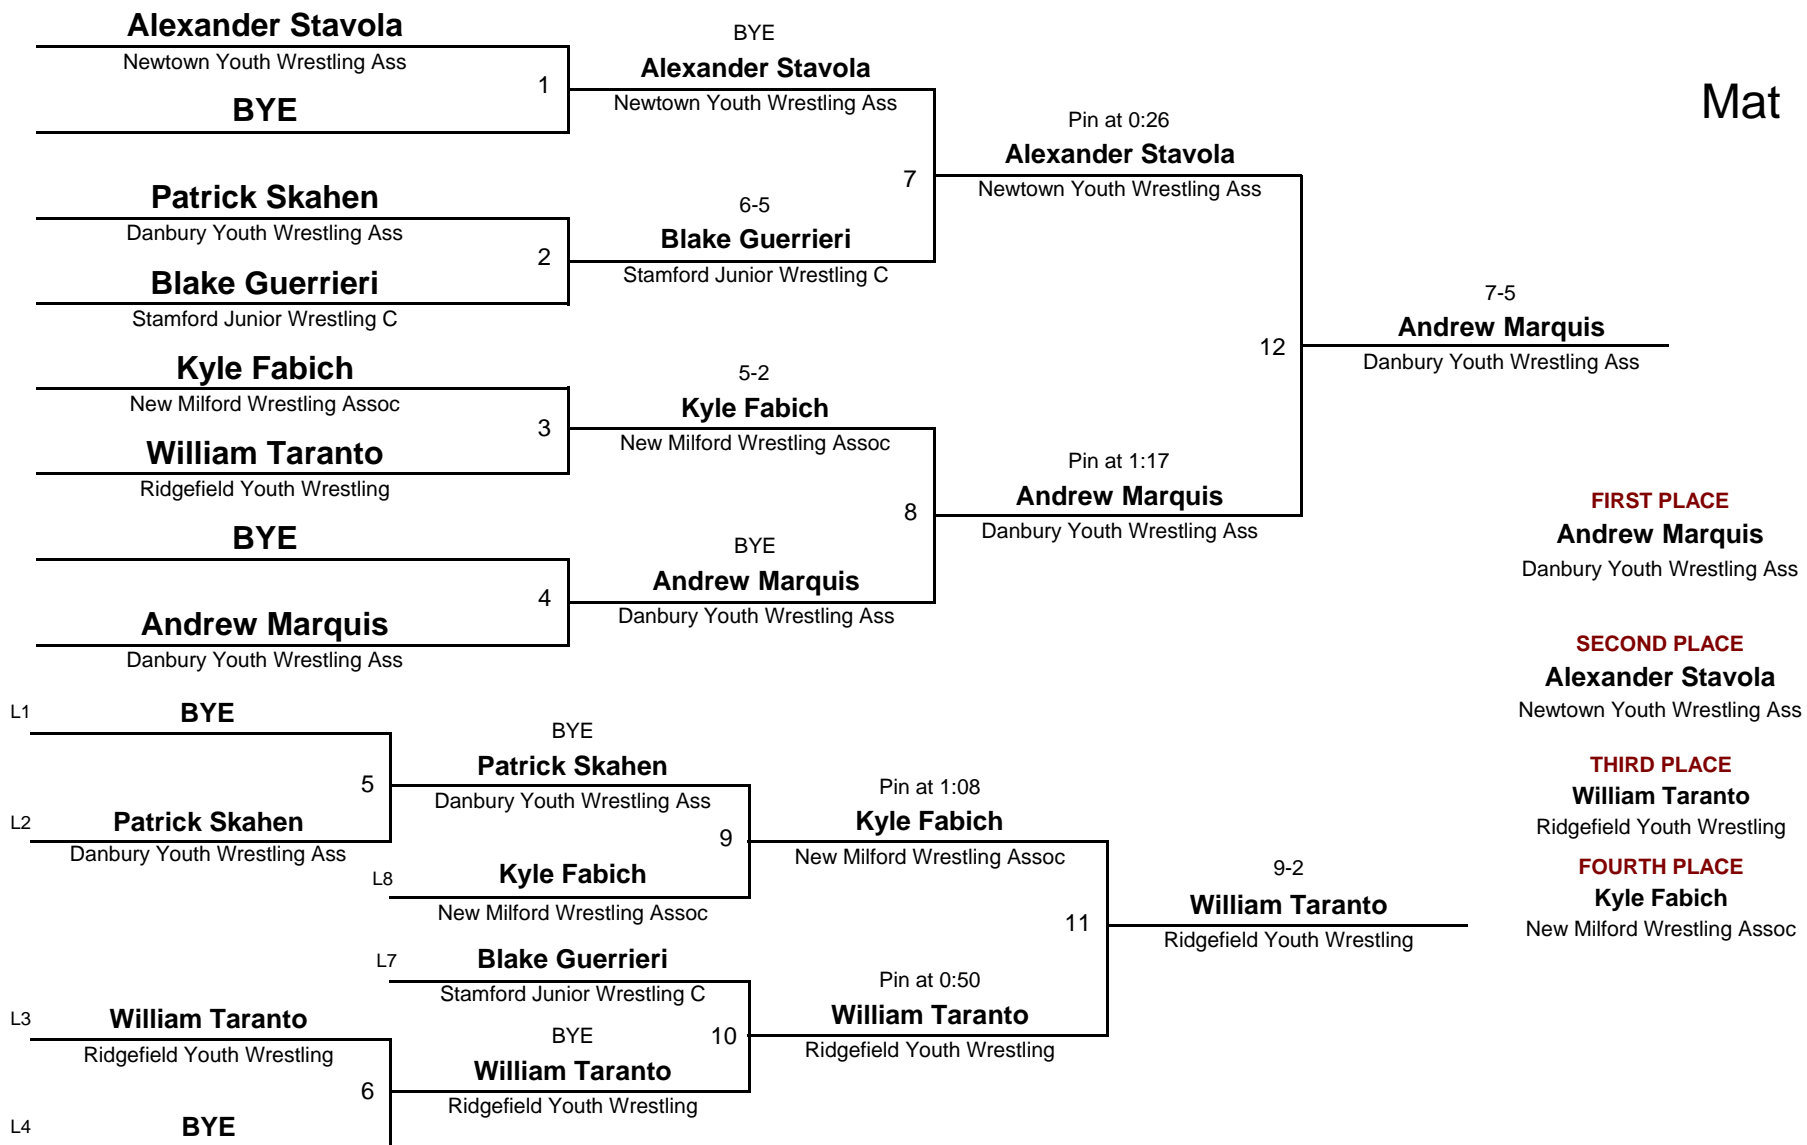 Alexander Stavola
Newtown Youth Wrestling Ass
1
BYE
BYE
Alexander Stavola
Newtown Youth Wrestling Ass
Mat
Pin at 0:26
Alexander Stavola
Newtown Youth Wrestling Ass
7
Patrick Skahen
Danbury Youth Wrestling Ass
2
Blake Guerrieri
Stamford Junior Wrestling C
6-5
Blake Guerrieri
Stamford Junior Wrestling C
7-5
Andrew Marquis
Danbury Youth Wrestling Ass
12
Kyle Fabich
New Milford Wrestling Assoc
3
William Taranto
Ridgefield Youth Wrestling
5-2
Kyle Fabich
New Milford Wrestling Assoc
Pin at 1:17
Andrew Marquis
Danbury Youth Wrestling Ass
8
BYE
4
Andrew Marquis
Danbury Youth Wrestling Ass
BYE
Andrew Marquis
Danbury Youth Wrestling Ass
FIRST PLACE
Andrew Marquis
Danbury Youth Wrestling Ass
SECOND PLACE
Alexander Stavola
Newtown Youth Wrestling Ass
THIRD PLACE
William Taranto
Ridgefield Youth Wrestling
FOURTH PLACE
Kyle Fabich
New Milford Wrestling Assoc
L1
BYE
5
L2
Patrick Skahen
Danbury Youth Wrestling Ass
BYE
Patrick Skahen
Danbury Youth Wrestling Ass
9
L8
Kyle Fabich
New Milford Wrestling Assoc
Pin at 1:08
Kyle Fabich
New Milford Wrestling Assoc
11
9-2
William Taranto
Ridgefield Youth Wrestling
L7
Blake Guerrieri
Stamford Junior Wrestling C
10
Pin at 0:50
William Taranto
Ridgefield Youth Wrestling
L3
William Taranto
Ridgefield Youth Wrestling
6
BYE
William Taranto
Ridgefield Youth Wrestling
L4
BYE